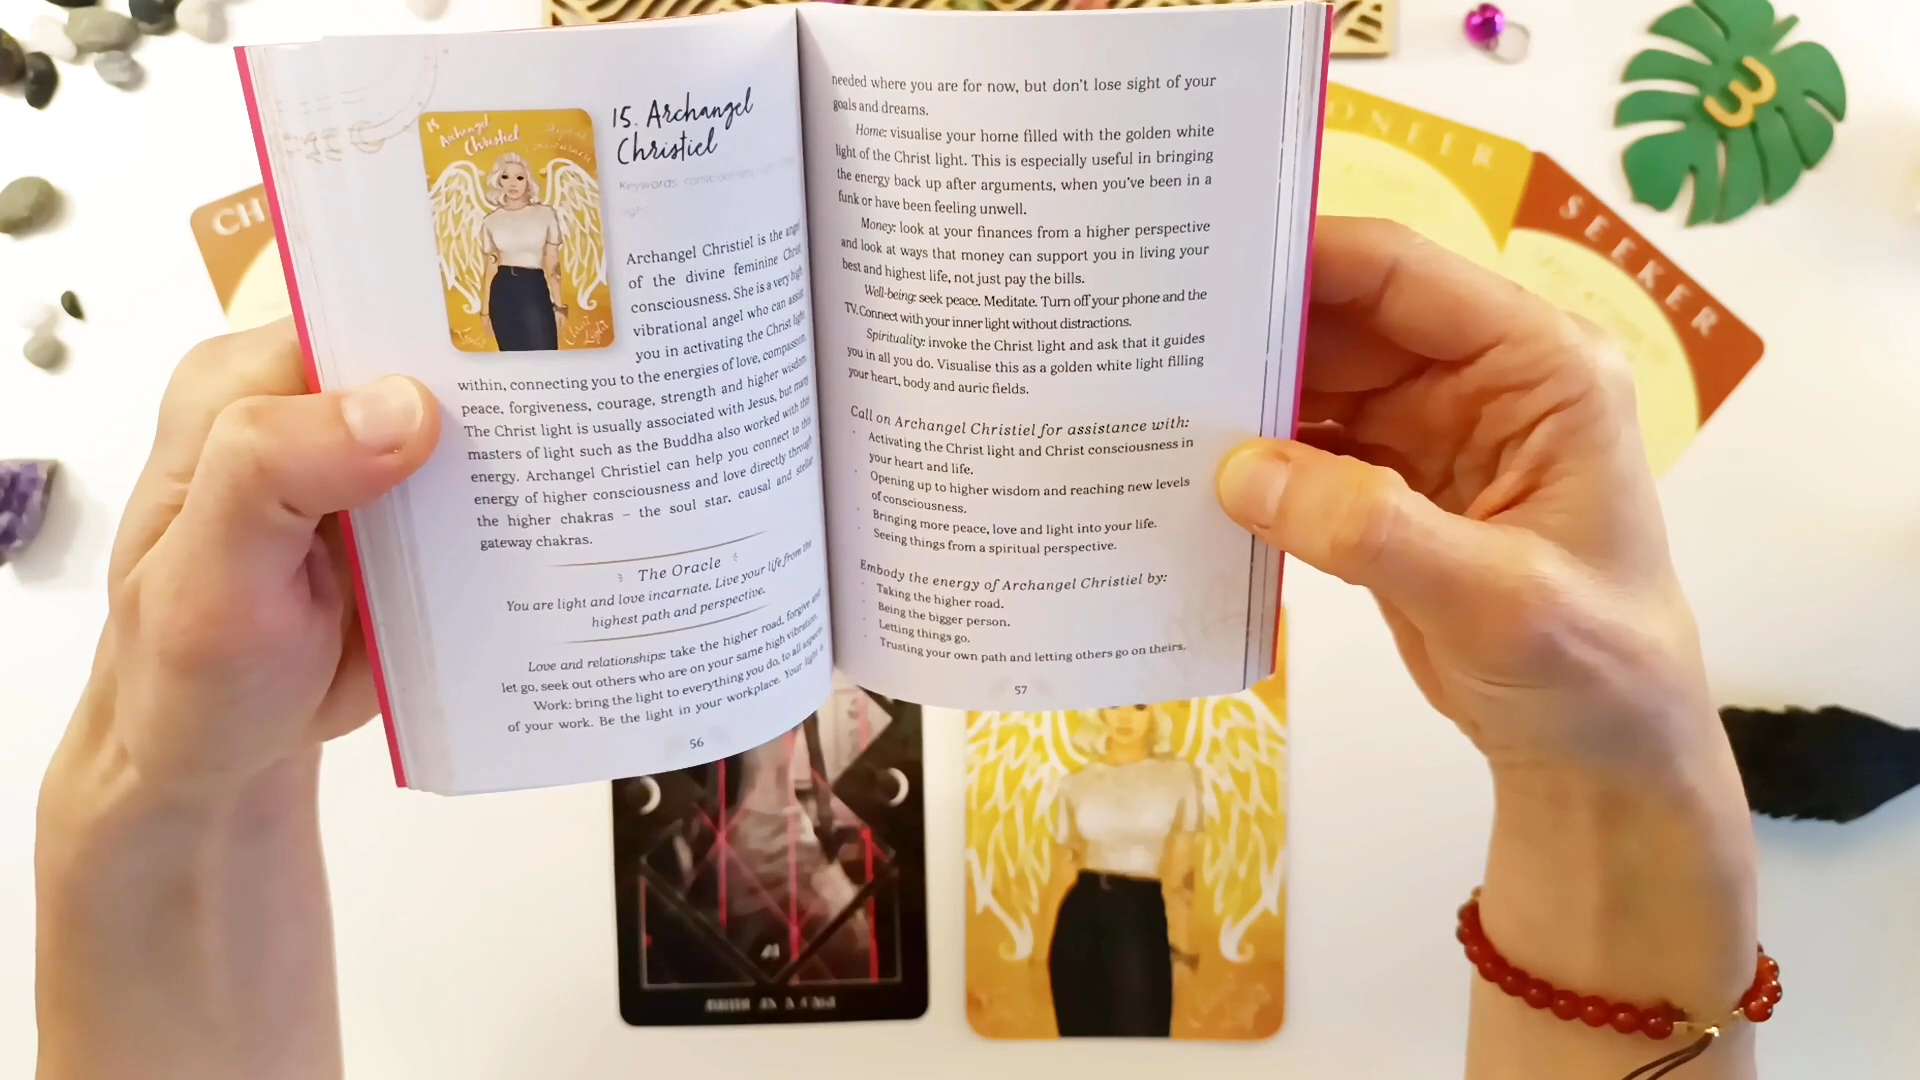 15. Archangel
Christiel
Keywords: consciousness
Archangel Christiel is the angel
of the divine feminine Christ
consciousness. She is a very high
vibrational angel who can assist
you in activating the Christ light
within, connecting you to the energies of love, compassion,
peace, forgiveness, courage, strength and higher wisdom.
The Christ light is usually associated with Jesus, but many
masters of light such as the Buddha also worked with this
energy. Archangel Christiel can help you connect to this
energy of higher consciousness and love directly through
the higher chakras – the soul star, causal and stellar
gateway chakras.
The Oracle
You are light and love incarnate. Live your life from the
highest path and perspective.
Love and relationships: take the higher road, forgive and
let go, seek out others who are on your same high vibration.
Work: bring the light to everything you do, to all aspects
of your work. Be the light in your workplace. Your light is
56
needed where you are for now, but don't lose sight of your
goals and dreams.
Home: visualise your home filled with the golden white
light of the Christ light. This is especially useful in bringing
the energy back up after arguments, when you've been in a
funk or have been feeling unwell.
Money: look at your finances from a higher perspective
and look at ways that money can support you in living your
best and highest life, not just pay the bills.
Well-being: seek peace. Meditate. Turn off your phone and the
TV. Connect with your inner light without distractions.
Spirituality: invoke the Christ light and ask that it guides
you in all you do. Visualise this as a golden white light filling
your heart, body and auric fields.
Call on Archangel Christiel for assistance with:
· Activating the Christ light and Christ consciousness in
your heart and life.
· Opening up to higher wisdom and reaching new levels
of consciousness.
· Bringing more peace, love and light into your life.
· Seeing things from a spiritual perspective.
Embody the energy of Archangel Christiel by:
· Taking the higher road.
· Being the bigger person.
· Letting things go.
· Trusting your own path and letting others go on theirs.
57
15 Archangel
Christiel
Christ
Light
CH
ONEER
SEEKER
3